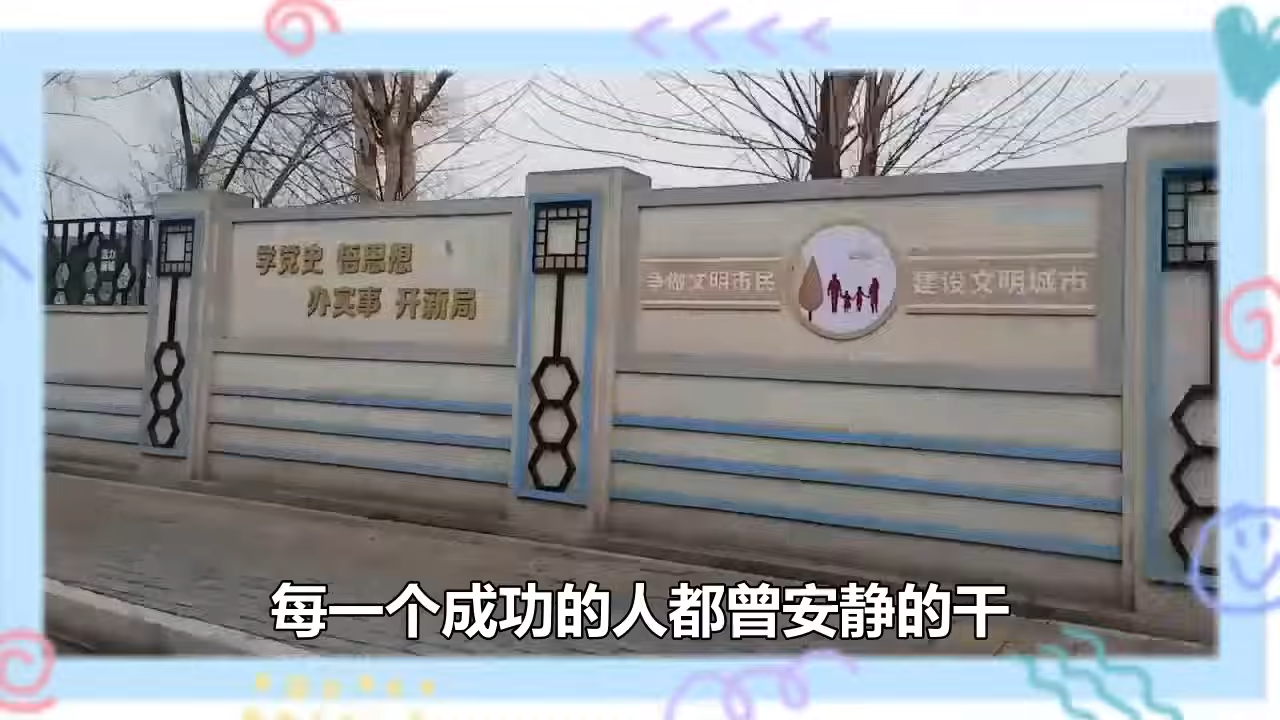 学党史 悟思想
办实事 开新局
争做文明市民
建设文明城市
每一个成功的人都曾安静的干